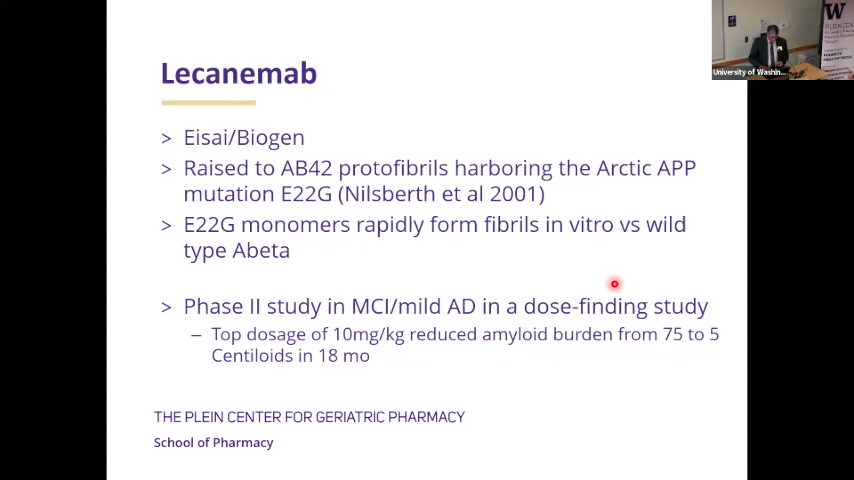 Lecanemab
> Eisai/Biogen
> Raised to AB42 protofibrils harboring the Arctic APP
mutation E22G (Nilsberth et al 2001)
> E22G monomers rapidly form fibrils in vitro vs wild
type Abeta
> Phase II study in MCI/mild AD in a dose-finding study
– Top dosage of 10mg/kg reduced amyloid burden from 75 to 5
Centiloids in 18 mo
THE PLEIN CENTER FOR GERIATRIC PHARMACY
School of Pharmacy
W
PLEIN CENTER
University of Washin...